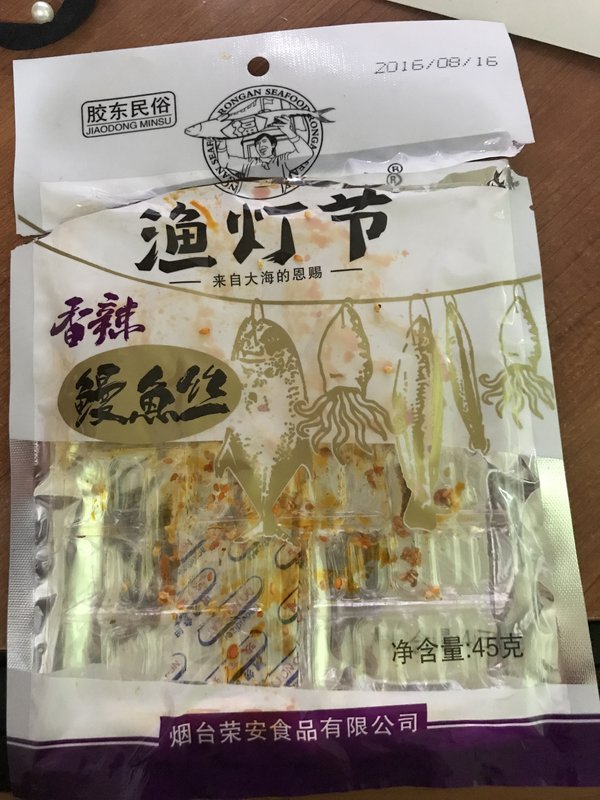 2016/08/16
胶东民俗
JIAODONG MINSU
RONGAN SEAFOOD
渔灯节
®
®
来自大海的恩赐
香辣
鳗魚丝
净含量:45克
烟台荣安食品有限公司